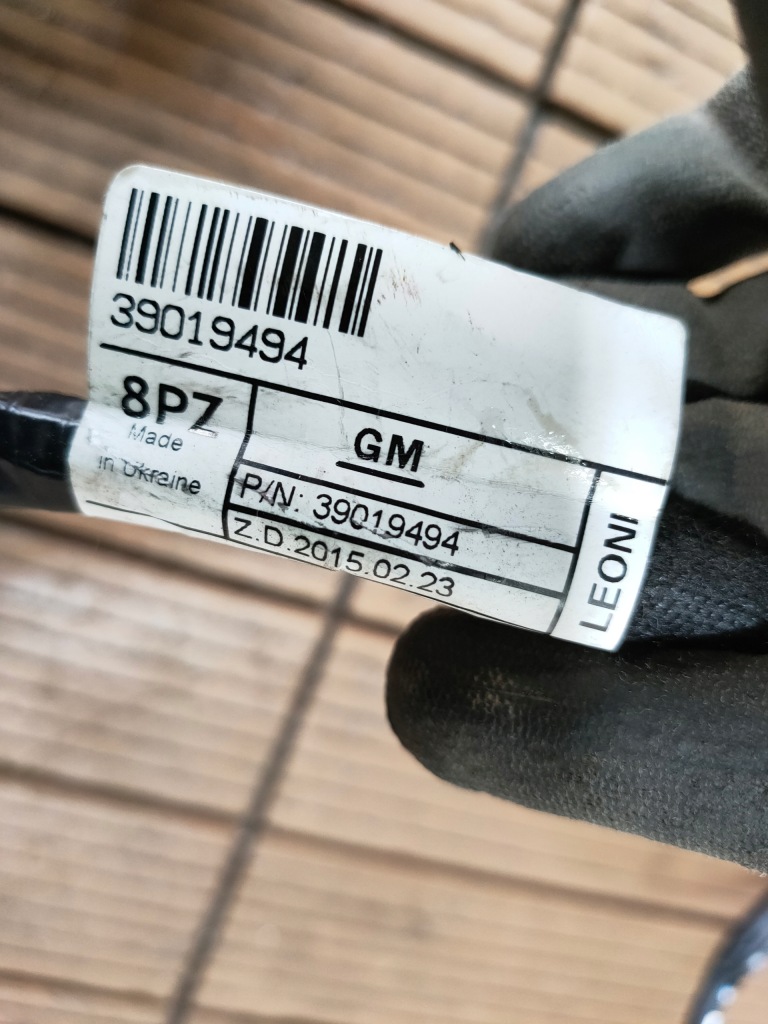 39019494
8PZ
Made
in Ukraine
GM
P/N: 39019494
Z.D.2015.02.23
LEONI